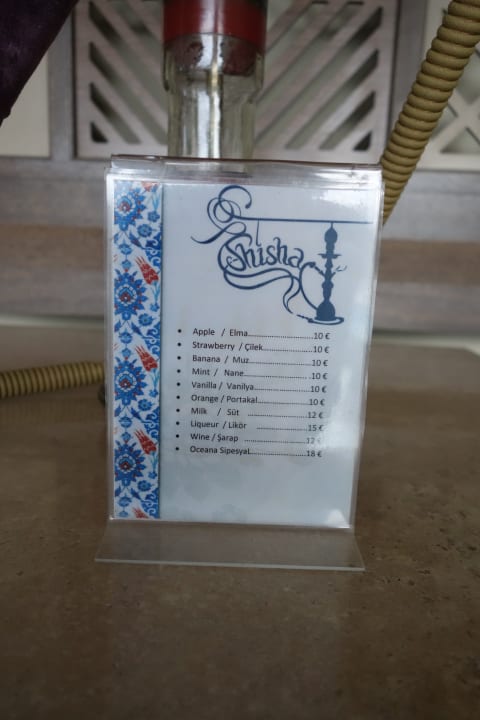 Shisha
• Apple / Elma..............................10 €
• Strawberry / Çilek......................10 €
• Banana / Muz............................10 €
• Mint / Nane............................. .10 €
• Vanilla / Vanilya.........................10 €
• Orange / Portakal.......................10 €
• Milk / Süt ................................12 €
• Liqueur / Likör .........................15 €
• Wine / Şarap ...............................12 €
• Oceana Sipesyal.........................18 €